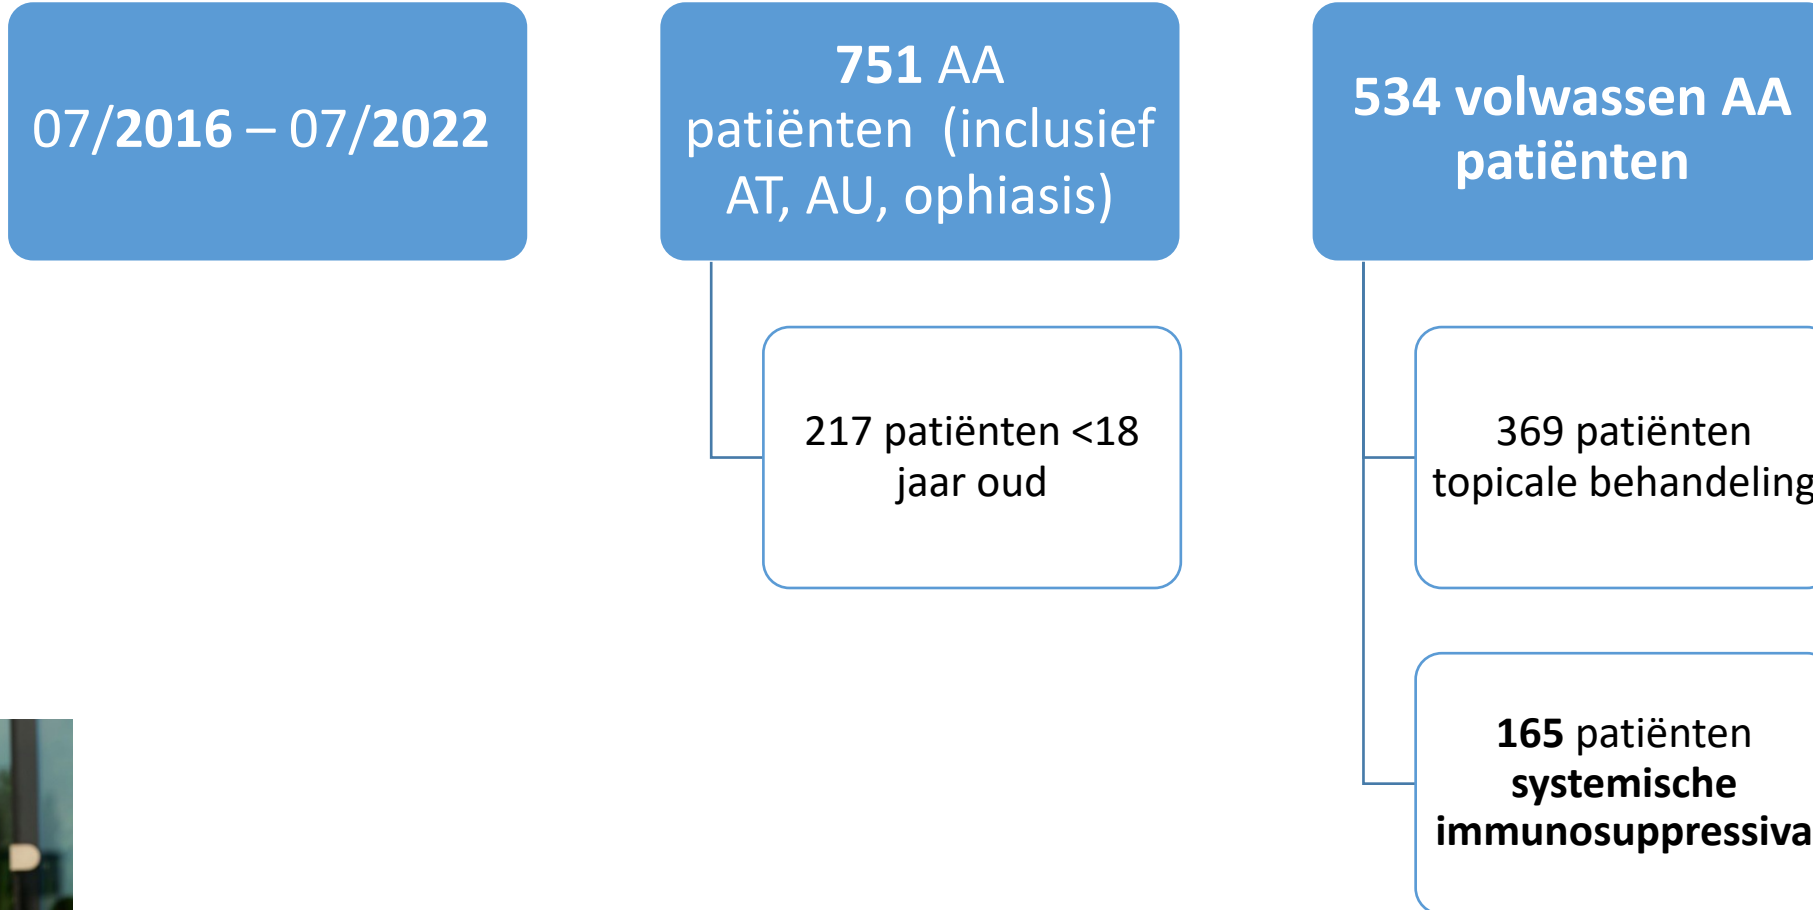 07/2016 – 07/2022
751 AA
patiënten (inclusief
AT, AU, ophiasis)
217 patiënten <18
jaar oud
534 volwassen AA
patiënten
369 patiënten
topicale behandeling
165 patiënten
systemische
immunosuppressiva